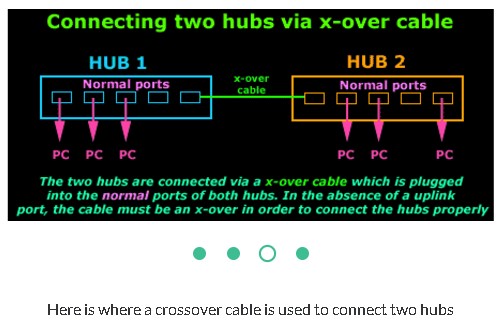 Connecting two hubs via x-over cable
HUB 1
HUB 2
Normal ports
x-over
cable
Normal ports
PC PC PC
PC PC PC
The two hubs are connected via a x-over cable which is plugged
into the normal ports of both hubs. In the absence of a uplink
port, the cable must be an x-over in order to connect the hubs properly
Here is where a crossover cable is used to connect two hubs